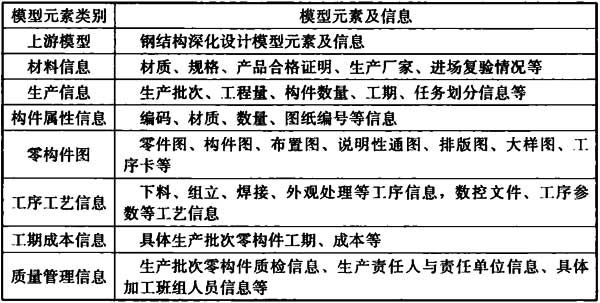 模型元素类别 模型元素及信息
上游模型 钢结构深化设计模型元素及信息
材料信息 材质、规格、产品合格证明、生产厂家、进场复验情况等
生产信息 生产批次、工程量、构件数量、工期、任务划分信息等
构件属性信息 编码、材质、数量、图纸编号等信息
零构件图 零件图、构件图、布置图、说明性通图、排版图、大样图、工
序卡等
工序工艺信息 下料、组立、焊接、外观处理等工序信息，数控文件、工序参
数等工艺信息
工期成本信息 具体生产批次零构件工期、成本等
质量管理信息 生产批次零构件质检信息、生产责任人与责任单位信息、具体
加工班组人员信息等